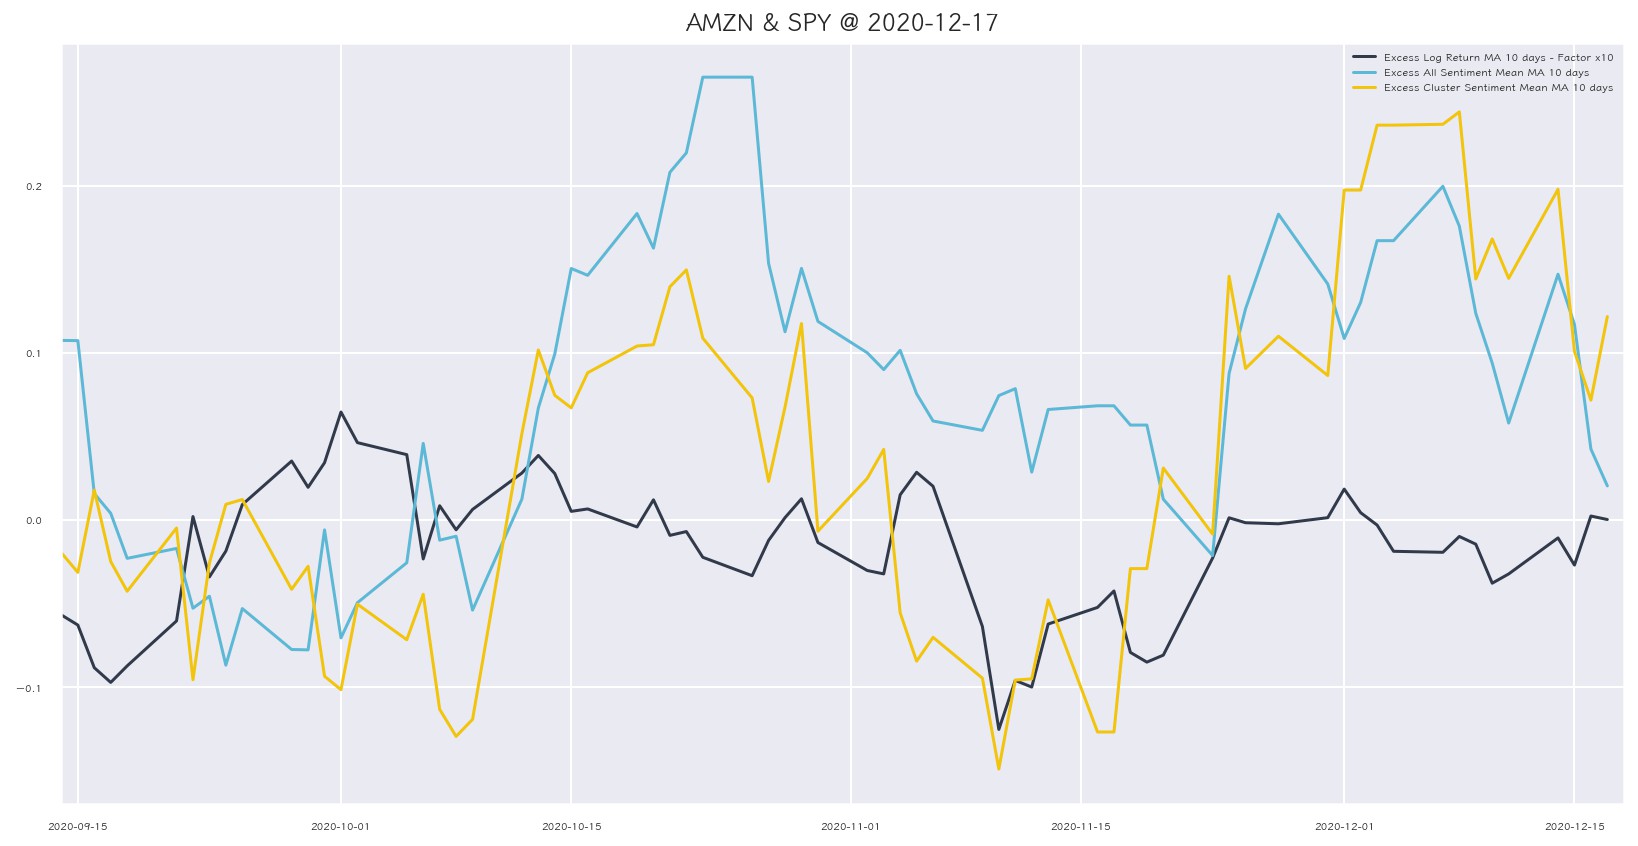 AMZN & SPY @ 2020-12-17
Excess Log Return MA 10 days - Factor x10
Excess All Sentiment Mean MA 10 days
Excess Cluster Sentiment Mean MA 10 days
0.2
0.1
0.0
−0.1
2020-09-15 2020-10-01 2020-10-15 2020-11-01 2020-11-15 2020-12-01 2020-12-15